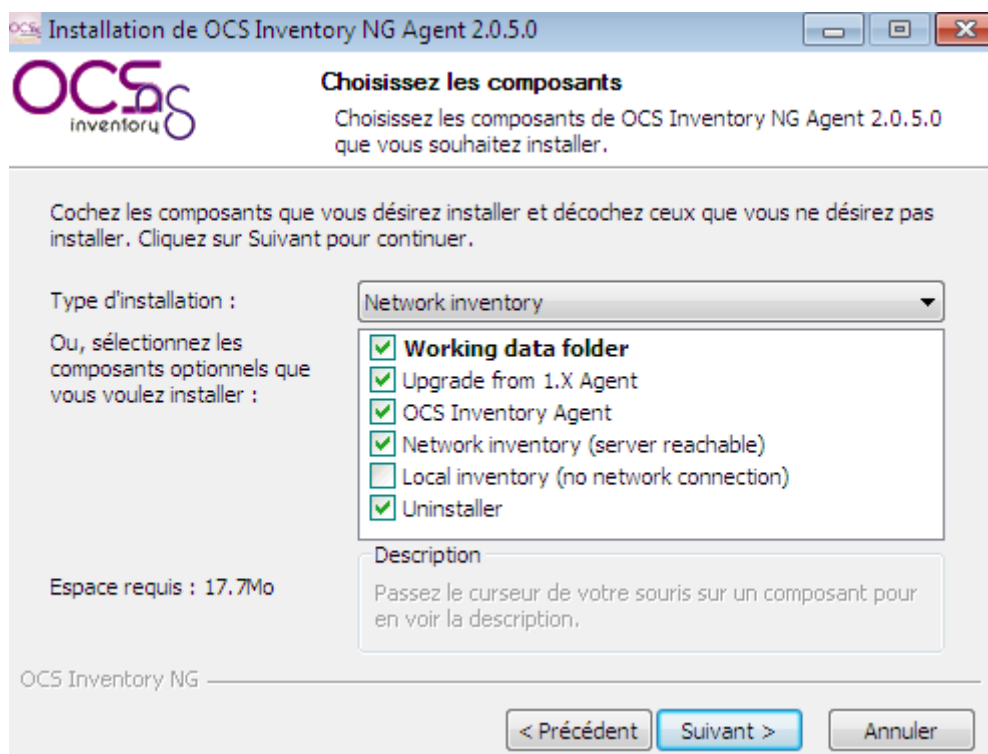 Installation de OCS Inventory NG Agent 2.0.5.0
OCSng
inventory
Choisissez les composants
Choisissez les composants de OCS Inventory NG Agent 2.0.5.0
que vous souhaitez installer.
Cochez les composants que vous désirez installer et décochez ceux que vous ne désirez pas
installer. Cliquez sur Suivant pour continuer.
Type d'installation :
Network inventory
Ou, sélectionnez les
composants optionnels que
vous voulez installer :
Working data folder
Upgrade from 1.X Agent
OCS Inventory Agent
Network inventory (server reachable)
Local inventory (no network connection)
Uninstaller
Espace requis : 17.7Mo
Description
Passez le curseur de votre souris sur un composant pour
en voir la description.
OCS Inventory NG
< Précédent
Suivant >
Annuler